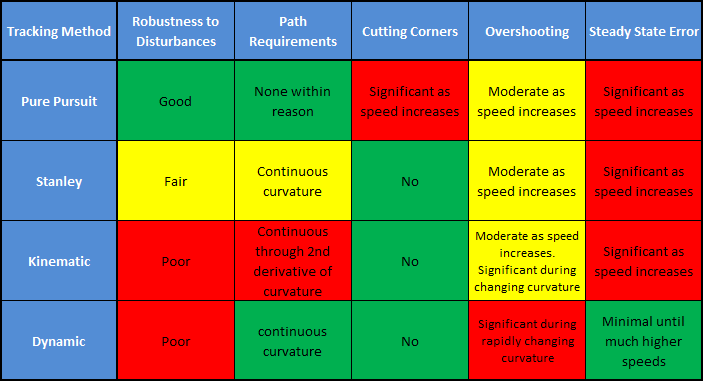 Tracking Method
Robustness to
Disturbances
Path
Requirements
Cutting Corners
Overshooting
Steady State Error
Pure Pursuit
Good
None within
reason
Significant as
speed increases
Moderate as
speed increases
Significant as
speed increases
Stanley
Fair
Continuous
curvature
No
Moderate as
speed increases
Significant as
speed increases
Kinematic
Poor
Continuous
through 2nd
derivative of
curvature
No
Moderate as speed
increases.
Significant during
changing curvature
Significant as
speed increases
Dynamic
Poor
continuous
curvature
No
Significant during
rapidly changing
curvature
Minimal until
much higher
speeds